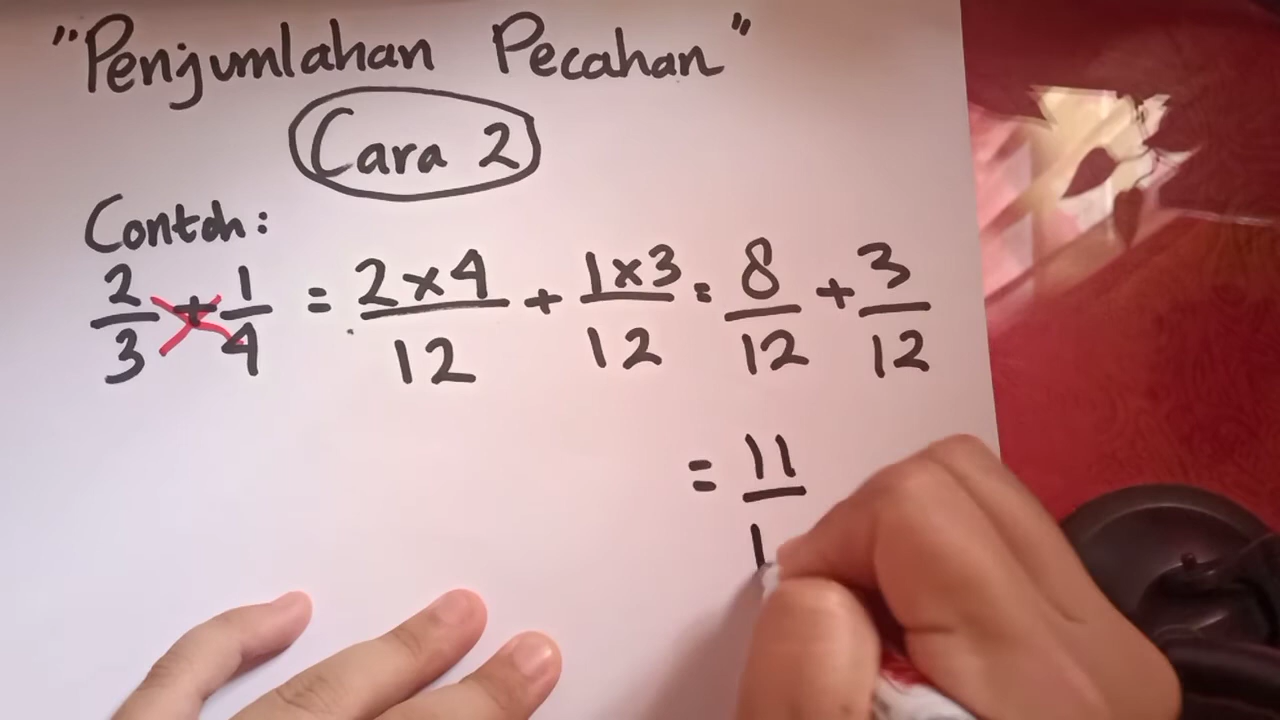 "Penjumlahan Pecahan"
Cara 2
Contoh:
2/3 + 1/4 = 2×4/12 + 1×3/12 = 8/12 + 3/12
= 11/1